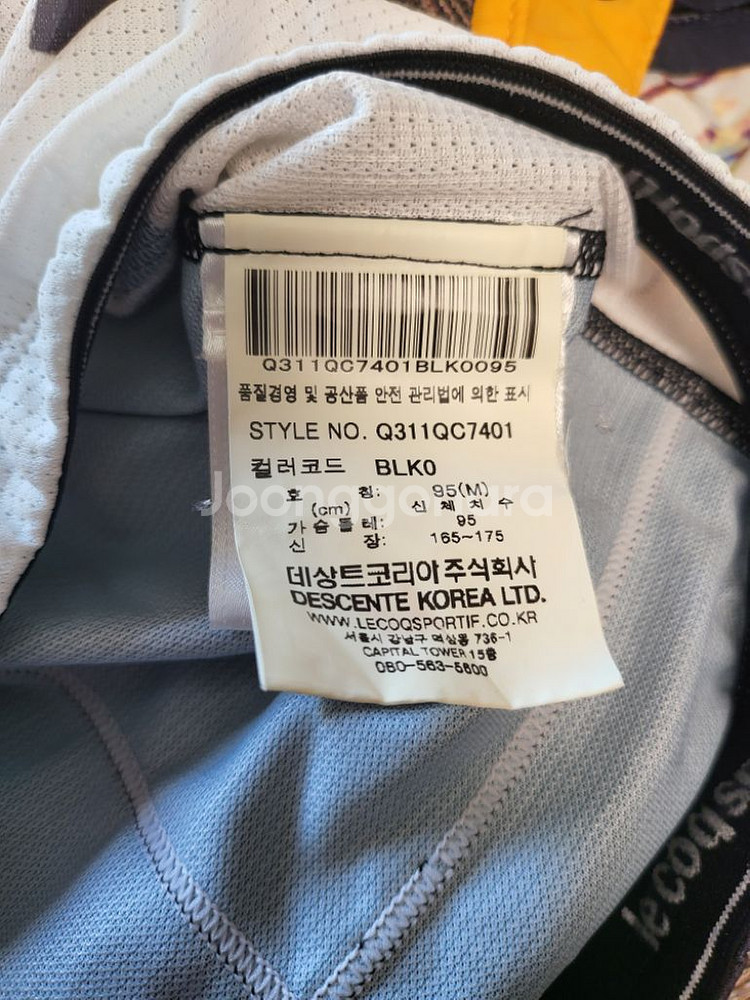 Q311QC7401BLK0095
품질경영 및 공산품 안전 관리법에 의한 표시
STYLE NO. Q311QC7401
컬러코드 BLK0
호 칭: 95(M)
(cm) 신체치수
가슴둘레: 95
신 장: 165~175
데상트코리아주식회사
DESCENTE KOREA LTD.
WWW.LECOQSPORTIF.CO.KR
서울시 강남구 역삼동 736-1
CAPITAL TOWER 15층
080-563-5600
Joonggonara
le coq sp